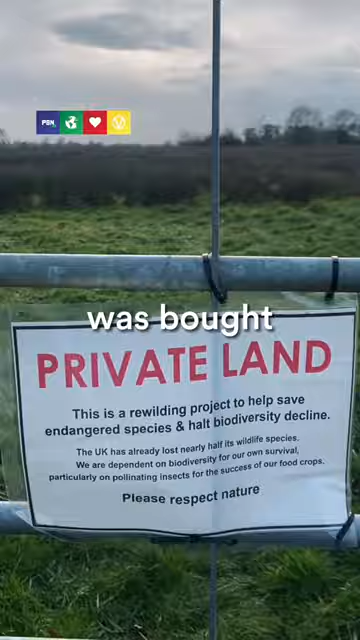 PSN
was bought
PRIVATE LAND
This is a rewilding project to help save
endangered species & halt biodiversity decline.
The UK has already lost nearly half its wildlife species.
We are dependent on biodiversity for our own survival,
particularly on pollinating insects for the success of our food crops.
Please respect nature